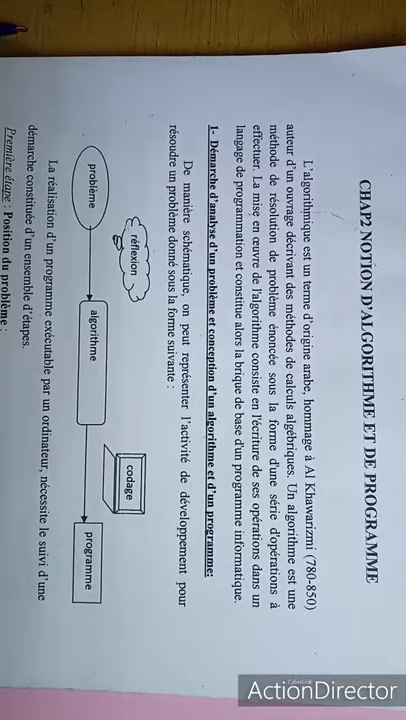 CHAP2 NOTION D'ALGORITHME ET DE PROGRAMME
L'algorithmique est un terme d'origine arabe, hommage à Al Khawarizmi (780-850)
auteur d'un ouvrage décrivant des méthodes de calculs algébriques. Un algorithme est une
méthode de résolution de problème énoncée sous la forme d'une série d'opérations à
effectuer. La mise en œuvre de l'algorithme consiste en l'écriture de ses opérations dans un
langage de programmation et constitue alors la brique de base d'un programme informatique.
1- Démarche d'analyse d'un problème et conception d'un algorithme et d'un programme:
De manière schématique, on peut représenter l'activité de développement pour
résoudre un problème donné sous la forme suivante :
réflexion
codage
problème
algorithme
programme
La réalisation d'un programme exécutable par un ordinateur, nécessite le suivi d'une
démarche constituée d'un ensemble d'étapes.
Première étape : Position du problème :
CyberLink
ActionDirector